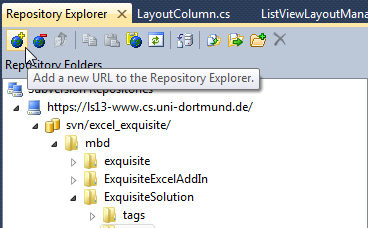 Repository Explorer LayoutColumn.cs ListViewLayoutMana
Add a new URL to the Repository Explorer.
Repository Folders
Subversion Repositories
https://ls13-www.cs.uni-dortmund.de/
svn/excel_exquisite/
mbd
exquisite
ExquisiteExcelAddIn
ExquisiteSolution
tags